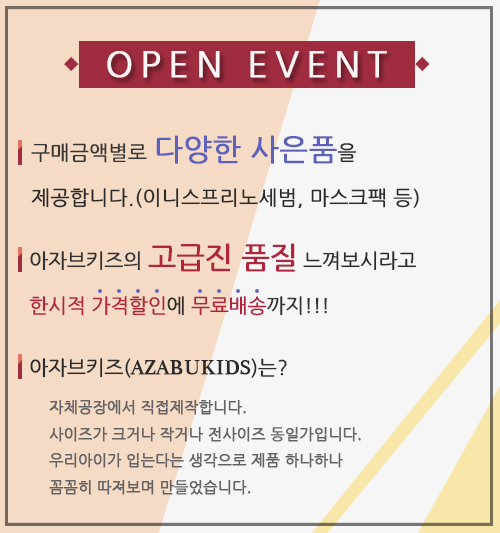 OPEN EVENT
구매금액별로 다양한 사은품을
제공합니다.(이니스프리노세범, 마스크팩 등)
아자브키즈의 고급진 품질 느껴보시라고
한시적 가격할인에 무료배송까지!!!
아자브키즈(AZABUKIDS)는?
자체공장에서 직접제작합니다.
사이즈가 크거나 작거나 전사이즈 동일가입니다.
우리아이가 입는다는 생각으로 제품 하나하나
꼼꼼히 따져보며 만들었습니다.